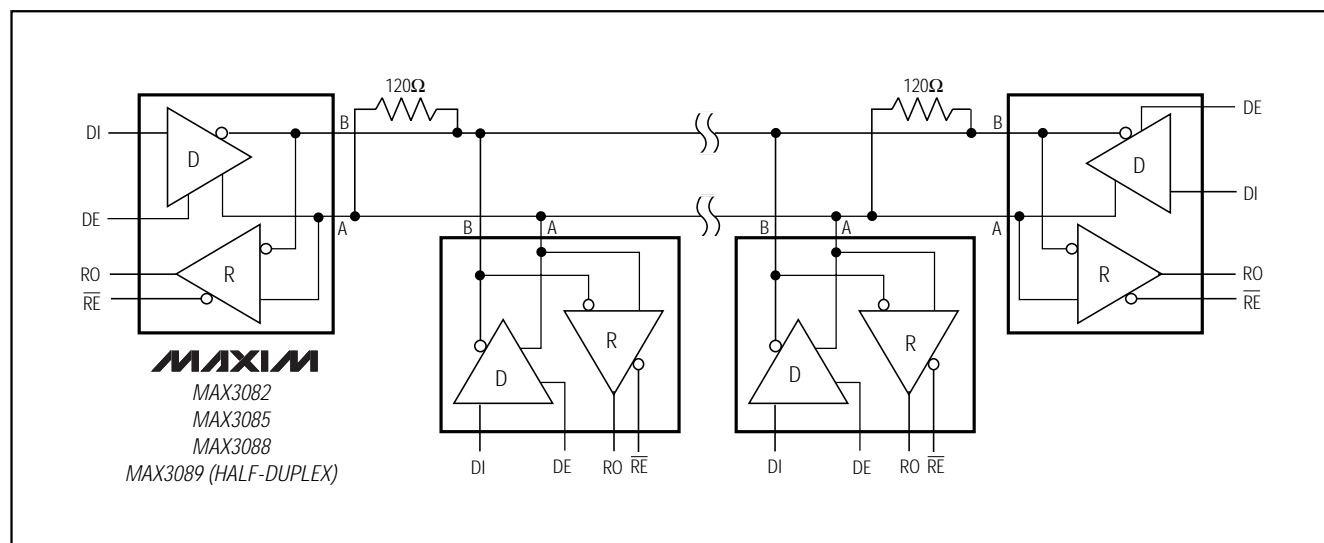 120Ω
120Ω
DI
B
B
DE
D
D
DE
A
B
A
B
A
A
DI
RO
R
R
RO
RE
RE
R
R
D
D
DI
DE
RO
RE
DI
DE
RO
RE
MAXIM
MAX3082
MAX3085
MAX3088
MAX3089 (HALF-DUPLEX)